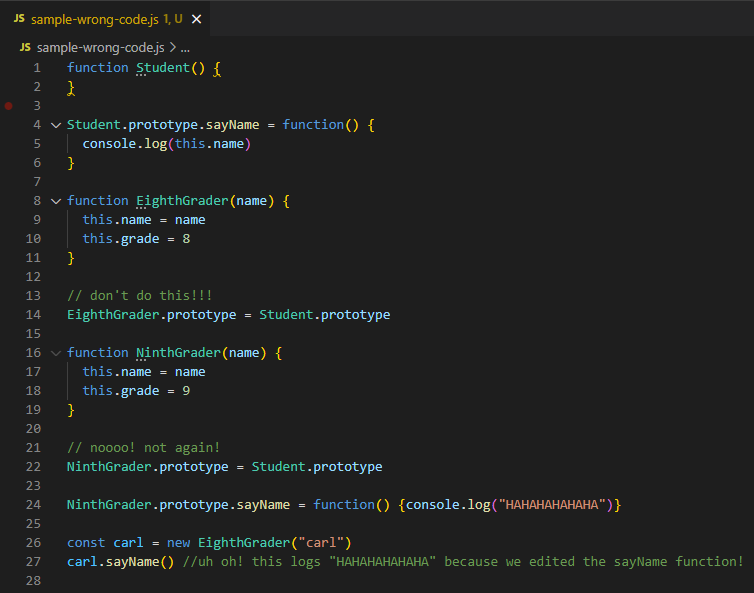 JS sample-wrong-code.js 1, U ×
JS sample-wrong-code.js > ...
1 function Student() {
2 }
3
4 Student.prototype.sayName = function() {
5 console.log(this.name)
6 }
7
8 function EighthGrader(name) {
9 this.name = name
10 this.grade = 8
11 }
12
13 // don't do this!!!
14 EighthGrader.prototype = Student.prototype
15
16 function NinthGrader(name) {
17 this.name = name
18 this.grade = 9
19 }
20
21 // noooo! not again!
22 NinthGrader.prototype = Student.prototype
23
24 NinthGrader.prototype.sayName = function() {console.log("HAHAHAHAHAHA")}
25
26 const carl = new EighthGrader("carl")
27 carl.sayName() //uh oh! this logs "HAHAHAHAHAHA" because we edited the sayName function!
28